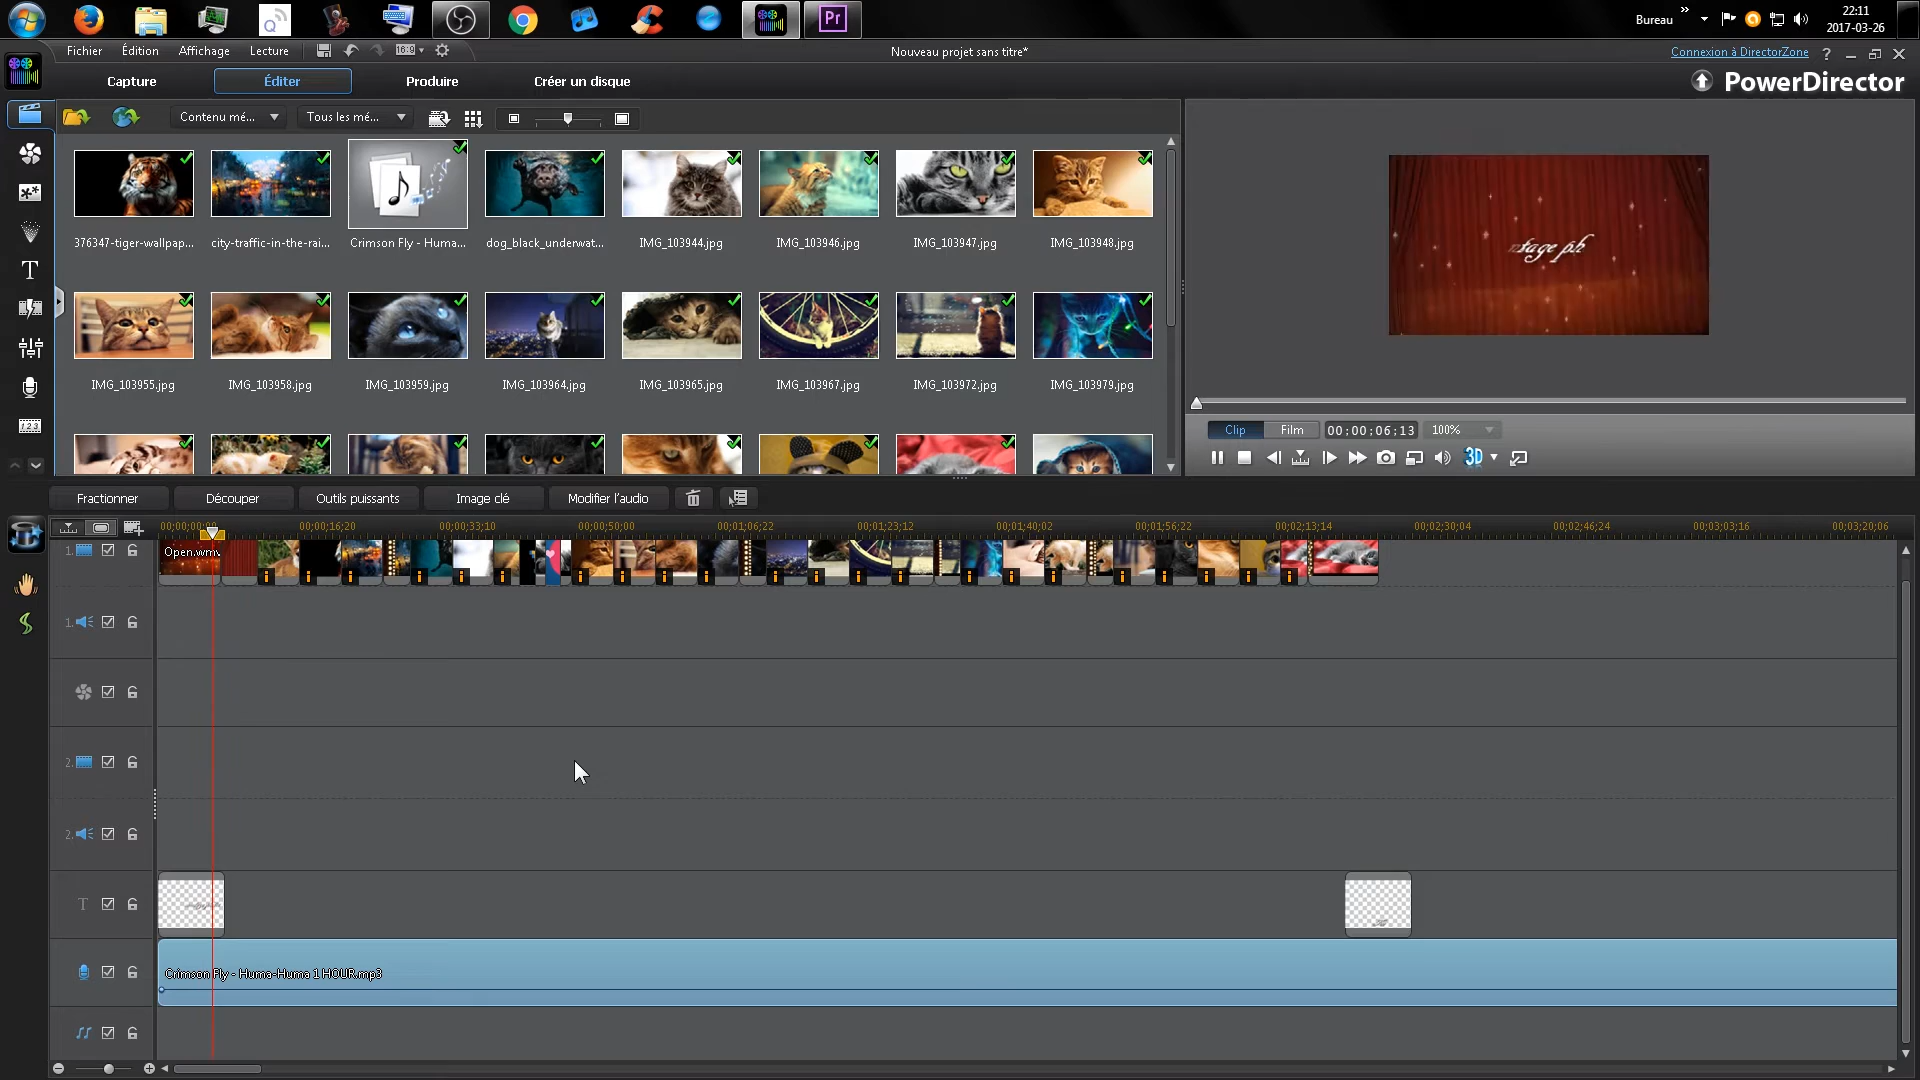 Pr
Bureau
»
22:11
2017-03-26
Fichier
Édition
Affichage
Lecture
16:9
Nouveau projet sans titre*
Connexion à DirectorZone
?
Capture
Éditer
Produire
Créer un disque
PowerDirector
Contenu mé...
Tous les mé...
376347-tiger-wallpap...
city-traffic-in-the-rai...
Crimson Fly - Huma...
dog_black_underwat...
IMG_103944.jpg
IMG_103946.jpg
IMG_103947.jpg
IMG_103948.jpg
IMG_103955.jpg
IMG_103958.jpg
IMG_103959.jpg
IMG_103964.jpg
IMG_103965.jpg
IMG_103967.jpg
IMG_103972.jpg
IMG_103979.jpg
T
123
Clip
Film
00;00;06;13
100%
3D
Fractionner
Découper
Outils puissants
Image clé
Modifier l'audio
00;00;16;20
00;00;33;10
00;00;50;00
00;01;06;22
00;01;23;12
00;01;40;02
00;01;56;22
00;02;13;14
00;02;30;04
00;02;46;24
00;03;03;16
00;03;20;06
1.
Open.wmv
1.
2.
2.
T
Crimson Fly - Huma-Huma 1 HOUR.mp3